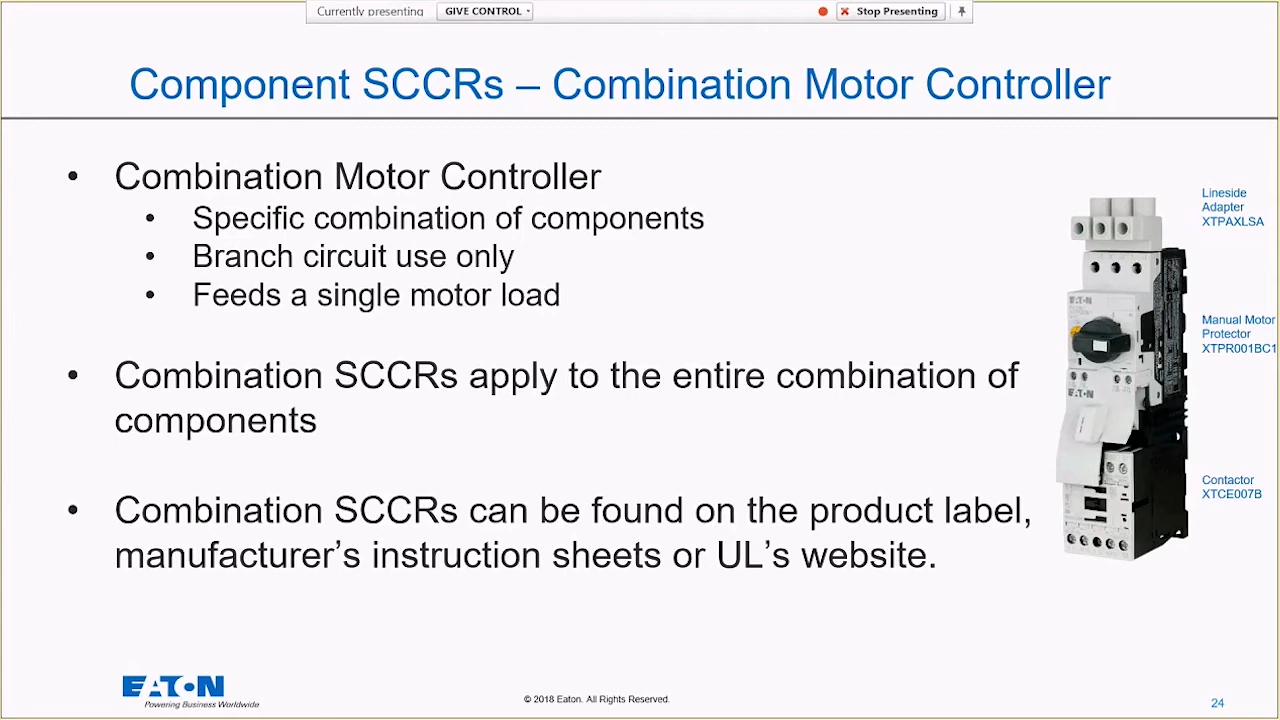 Currently presenting GIVE CONTROL Stop Presenting
Component SCCRs – Combination Motor Controller
• Combination Motor Controller
• Specific combination of components
• Branch circuit use only
• Feeds a single motor load
• Combination SCCRs apply to the entire combination of
components
• Combination SCCRs can be found on the product label,
manufacturer’s instruction sheets or UL’s website.
Lineside
Adapter
XTPAXLSA
Manual Motor
Protector
XTPR001BC1
Contactor
XTCE007B
EATON
EATON
EATON
Powering Business Worldwide
© 2018 Eaton. All Rights Reserved.
24